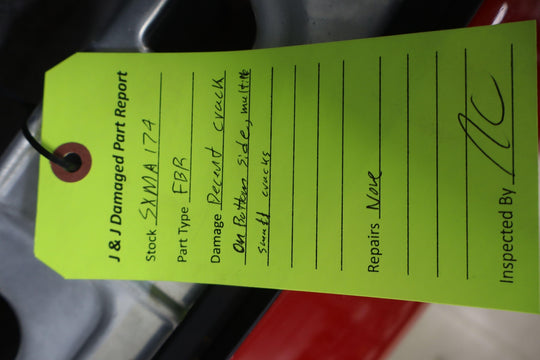 J & J Damaged Part Report
Stock SXMA174
Part Type FBR
Damage Decent crack
on Bottom side, multiple
small cracks
Repairs None
Inspected By